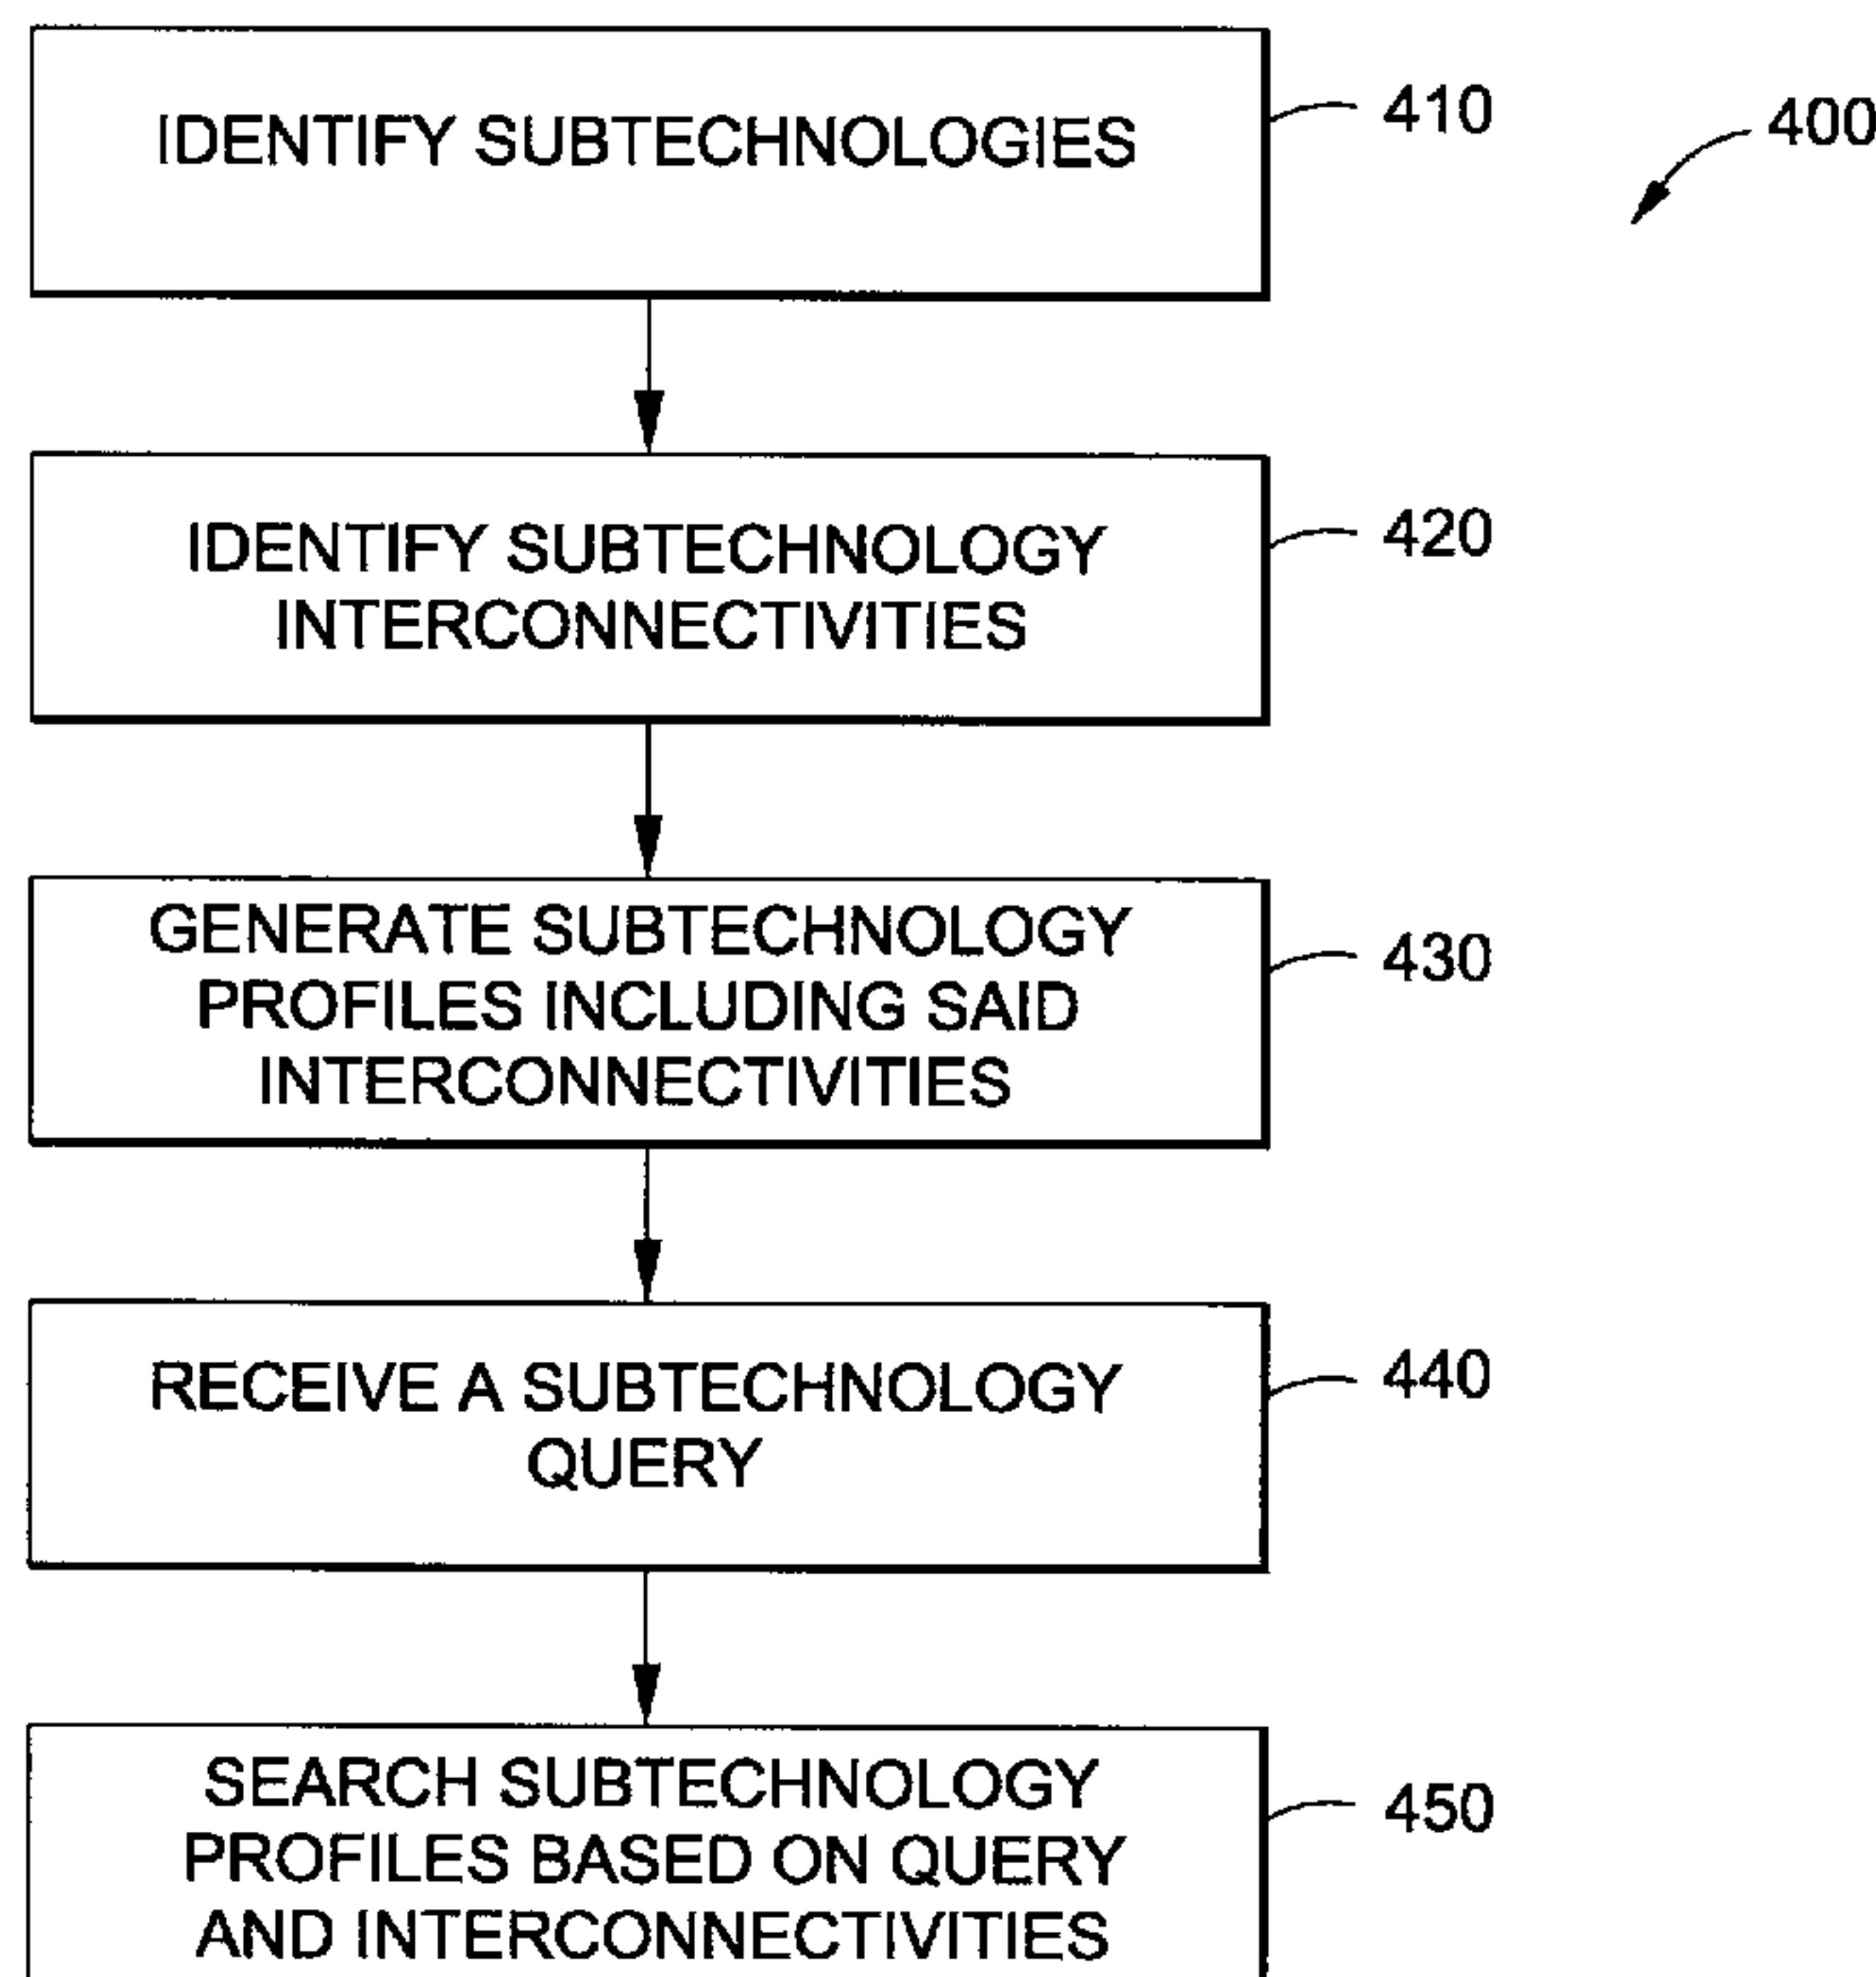 IDENTIFY SUBTECHNOLOGIES
410
400
IDENTIFY SUBTECHNOLOGY
INTERCONNECTIVITIES
420
GENERATE SUBTECHNOLOGY
PROFILES INCLUDING SAID
INTERCONNECTIVITIES
430
RECEIVE A SUBTECHNOLOGY
QUERY
440
SEARCH SUBTECHNOLOGY
PROFILES BASED ON QUERY
AND INTERCONNECTIVITIES
450